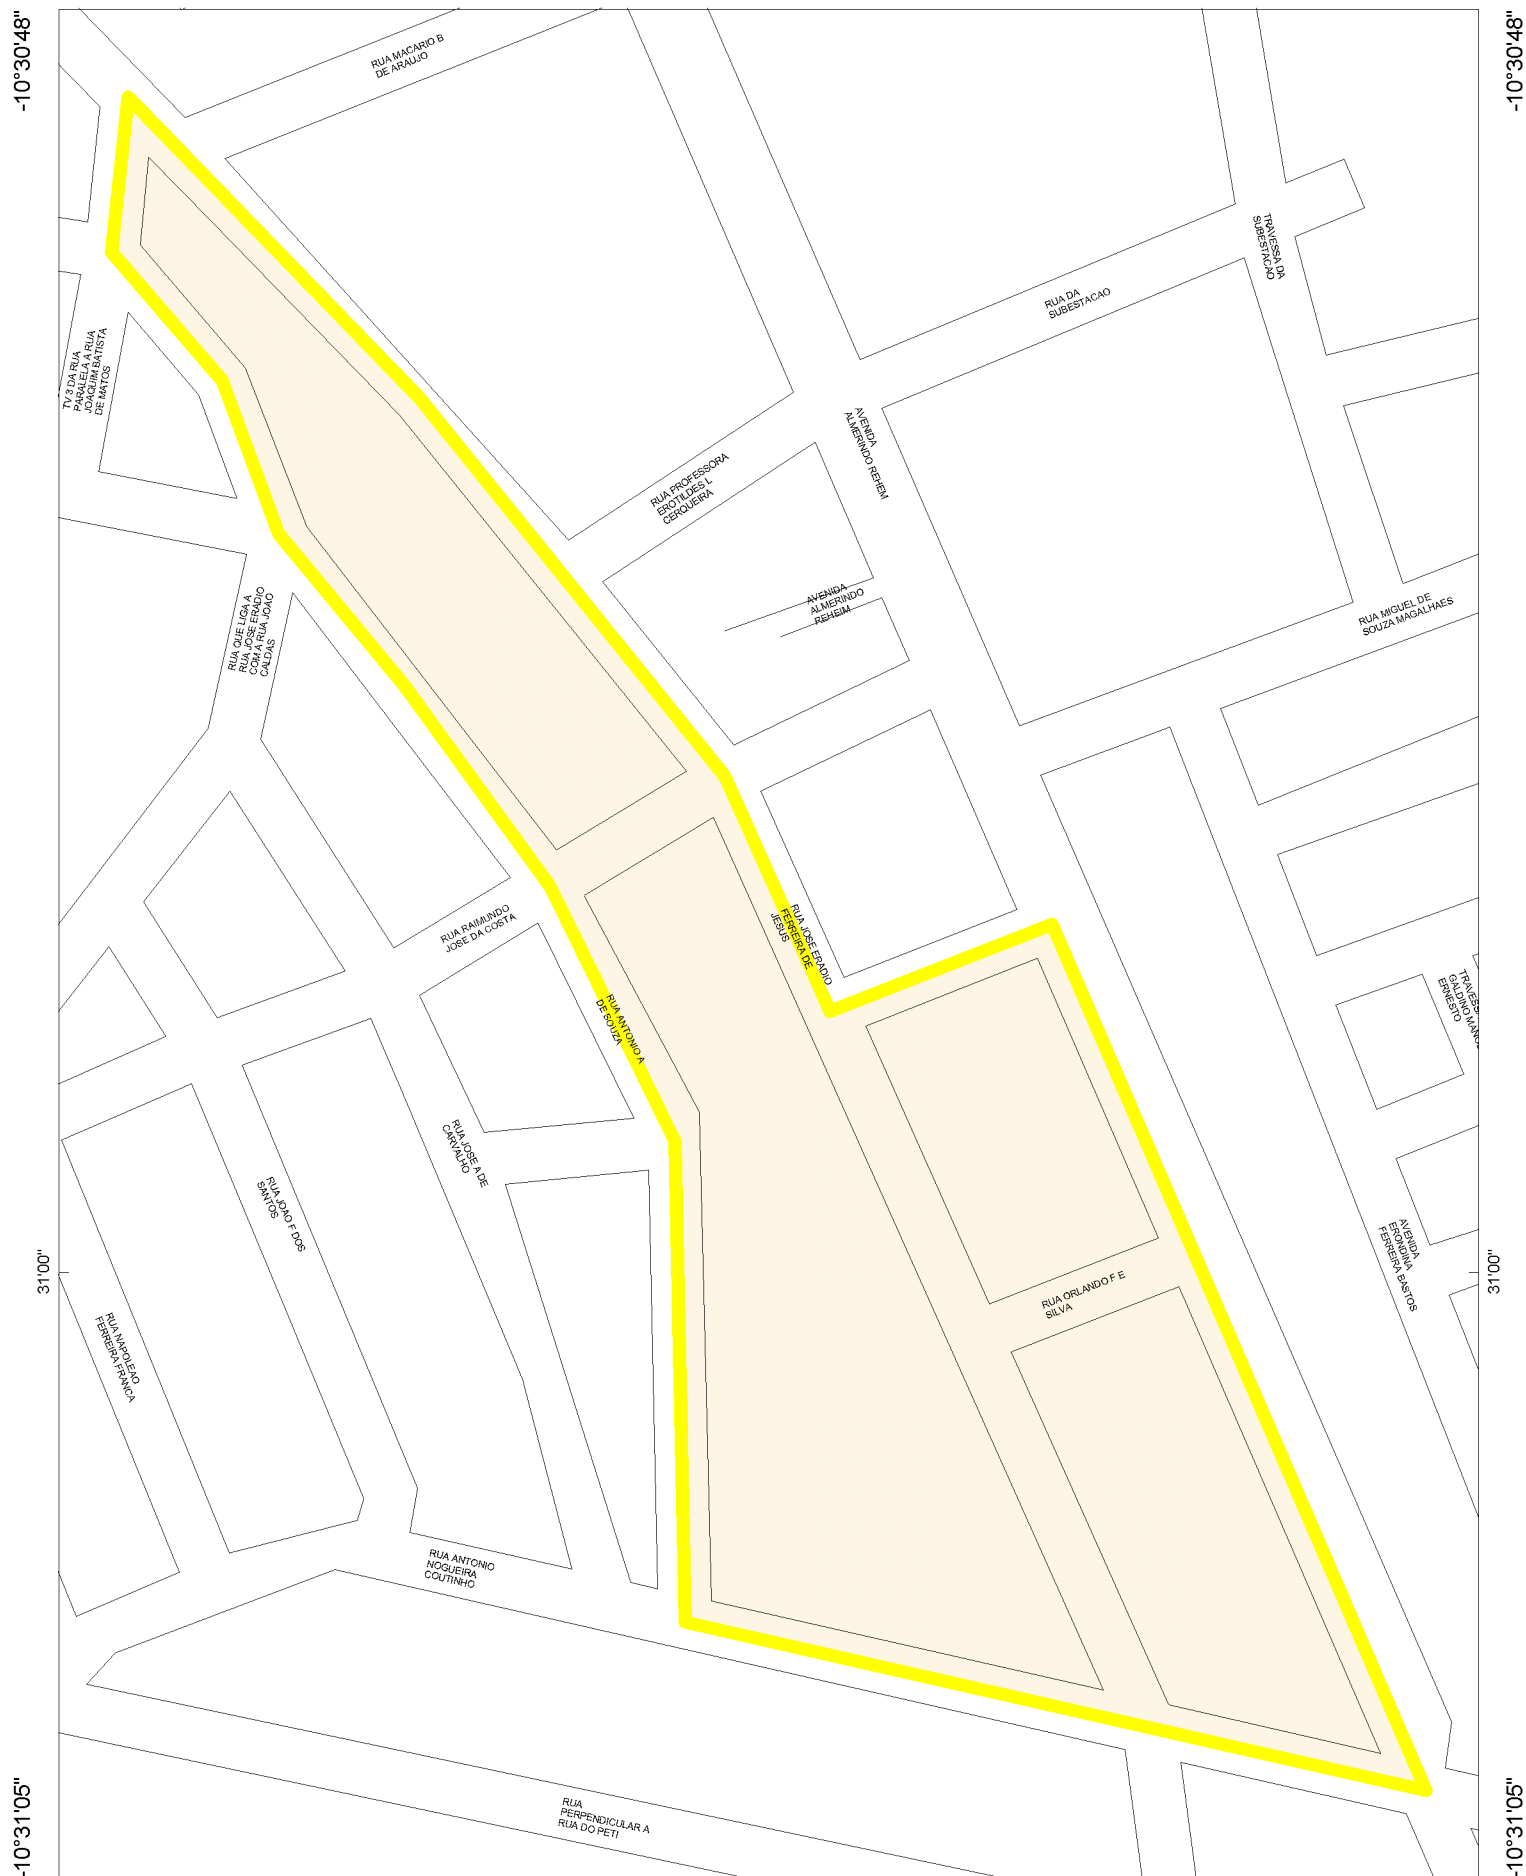 -10°30'48"
-10°30'48"
RUA MACARIO B
DE ARAUJO
TRAVESSA DA
SUBESTACAO
RUA DA
SUBESTACAO
TV 3 DA RUA
PARALELA A RUA
JOAQUIM BATISTA
DE MATOS
AVENIDA
ALMERINDO REHEM
RUA PROFESSORA
EROTILDES L
CERQUEIRA
AVENIDA
ALMERINDO
REHEIM
RUA MIGUEL DE
SOUZA MAGALHAES
RUA QUE LIGA A
RUA JOSE ERADIO
COM A RUA JOAO
CALDAS
RUA RAIMUNDO
JOSE DA COSTA
RUA JOSE ERADIO
FERREIRA DE
JESUS
RUA ANTONIO A
DE SOUZA
TRAVESSA
GALDINO MANOE
ERNESTO
RUA JOSE A DE
CARVALHO
RUA JOAO F DOS
SANTOS
AVENIDA
ERONDINA
FERREIRA BASTOS
31'00"
31'00"
RUA ORLANDO F E
SILVA
RUA NAPOLEAO
FERREIRA FRANCA
RUA ANTONIO
NOGUEIRA
COUTINHO
RUA
PERPENDICULAR A
RUA DO PETI
-10°31'05"
-10°31'05"